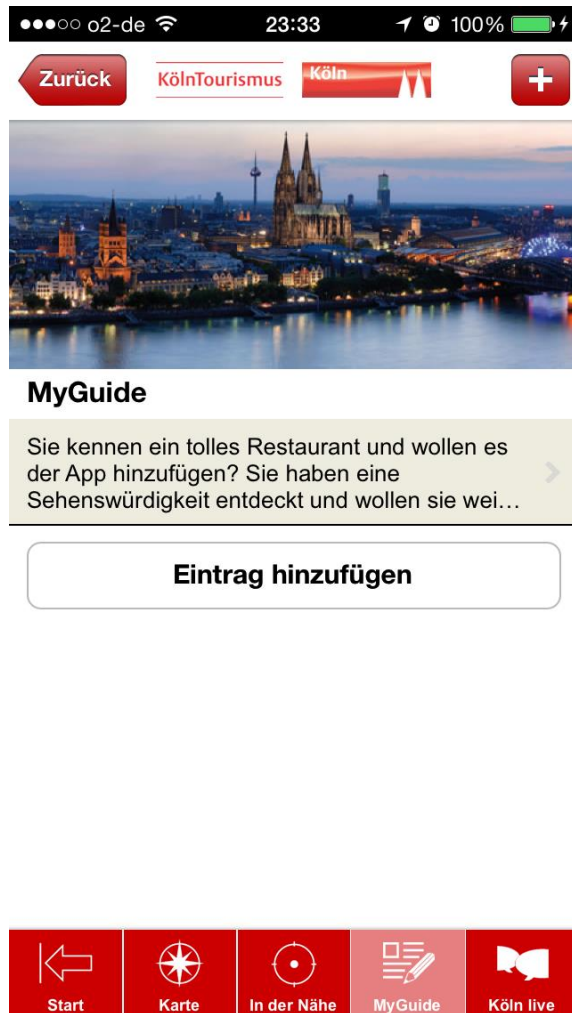 o2-de 23:33 100%
Zurück KölnTourismus Köln +
MyGuide
Sie kennen ein tolles Restaurant und wollen es
der App hinzufügen? Sie haben eine
Sehenswürdigkeit entdeckt und wollen sie wei…
Eintrag hinzufügen
Start Karte In der Nähe MyGuide Köln live